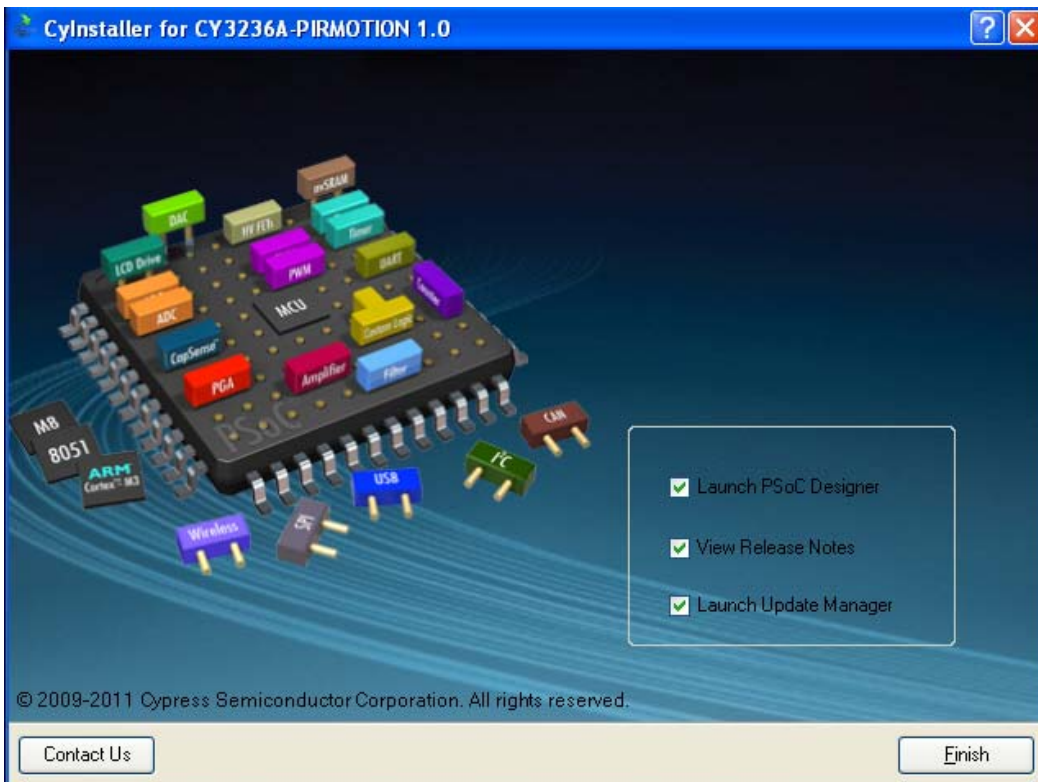 CyInstaller for CY3236A-PIRMOTION 1.0
nvSRAM
DAC
HV FETs
Timer
LCD Drive
PWM
UART
ADC
MCU
Counter
CapSense™
Custom Logic
PGA
Amplifier
Filter
PSoC
M8
8051
ARM
Cortex™-M3
CAN
I²C
USB
Wireless
Launch PSoC Designer
View Release Notes
Launch Update Manager
© 2009-2011 Cypress Semiconductor Corporation. All rights reserved.
Contact Us
Finish